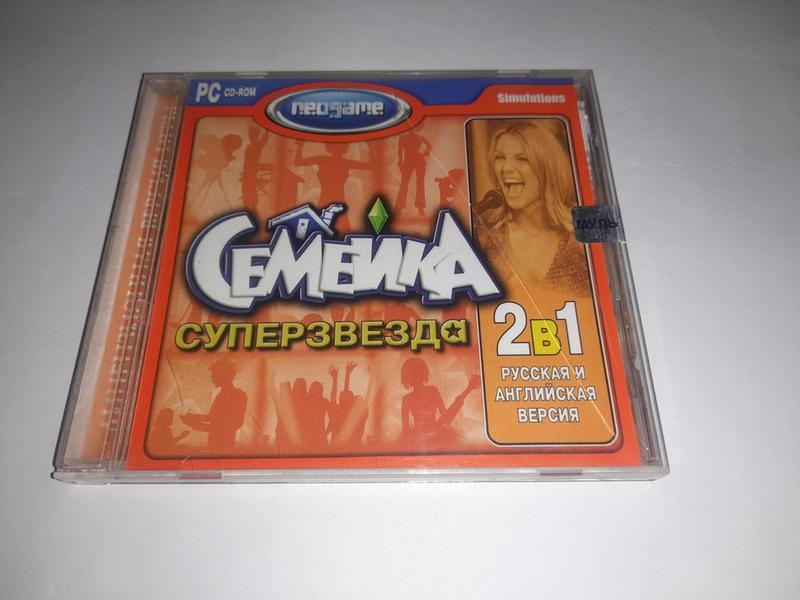 PC CD-ROM
neogame
Simulations
СЕМЕЙКА
СУПЕРЗВЕЗДА
МУЛЬ
2в1
РУССКАЯ И
АНГЛИЙСКАЯ
ВЕРСИЯ